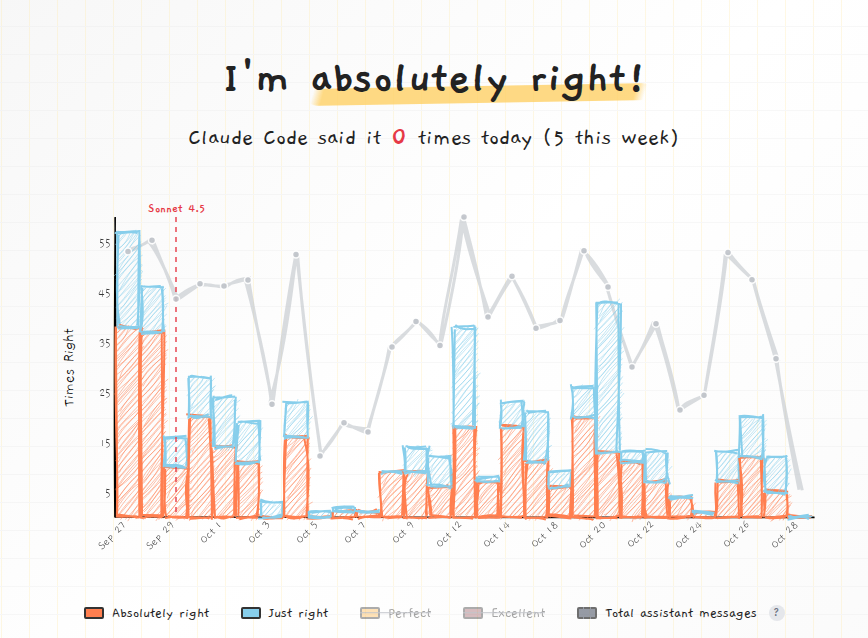 I'm absolutely right!
Claude Code said it 0 times today (5 this week)
Sonnet 4.5
55
45
35
25
15
5
Times Right
Sep 27
Sep 29
Oct 1
Oct 3
Oct 5
Oct 7
Oct 9
Oct 12
Oct 14
Oct 18
Oct 20
Oct 22
Oct 24
Oct 26
Oct 28
Absolutely right
Just right
Perfect
Excellent
Total assistant messages
?